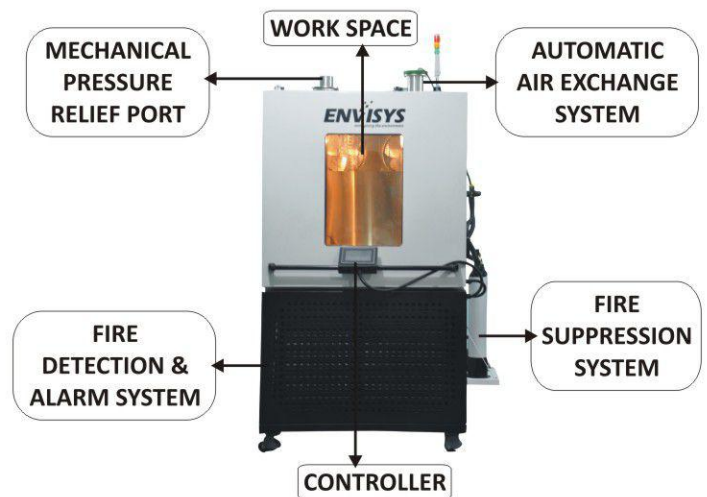 WORK SPACE
MECHANICAL
PRESSURE
RELIEF PORT
AUTOMATIC
AIR EXCHANGE
SYSTEM
ENVISYS
FIRE
DETECTION &
ALARM SYSTEM
FIRE
SUPPRESSION
SYSTEM
CONTROLLER